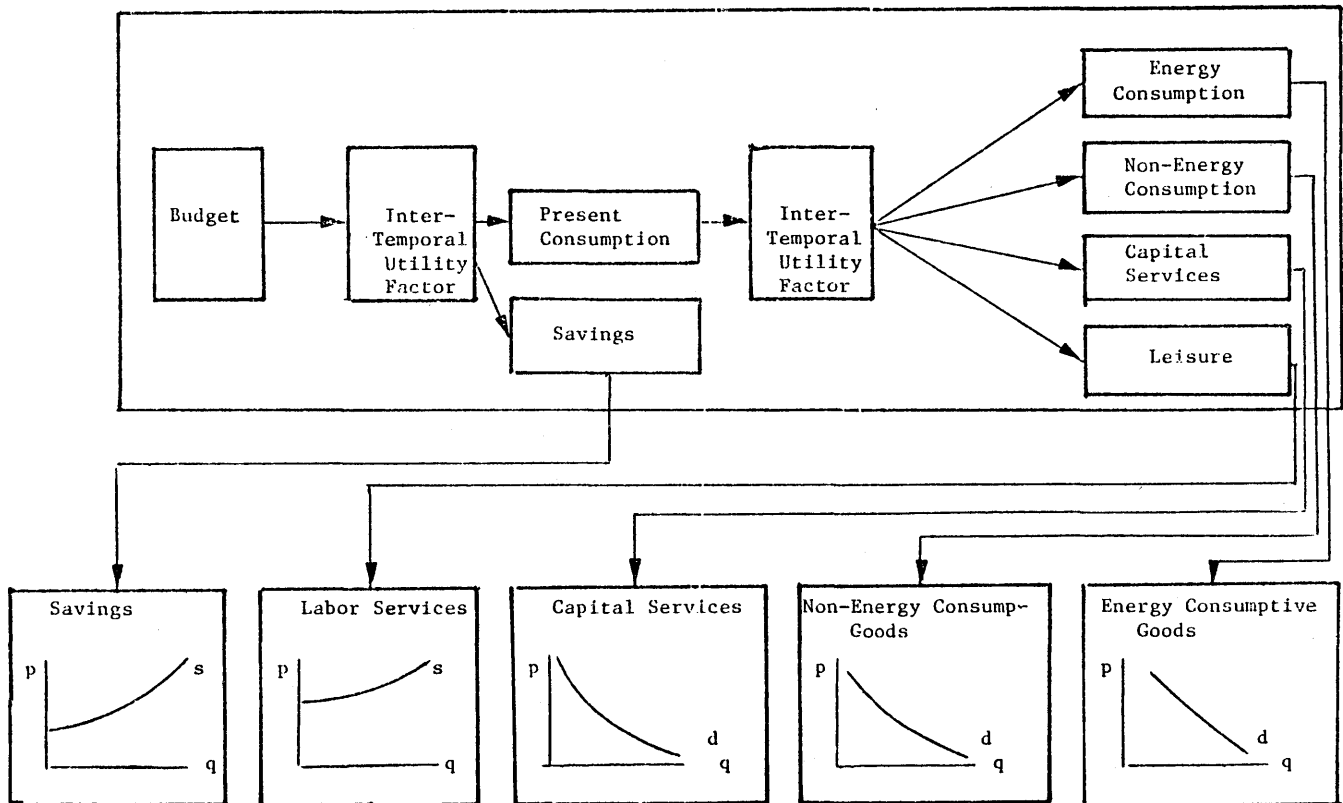 Energy
Consumption
Non-Energy
Consumption
Budget
Inter-
Temporal
Utility
Factor
Present
Consumption
Inter-
Temporal
Utility
Factor
Capital
Services
Savings
Leisure
Savings
p
s
q
Labor Services
p
s
q
Capital Services
p
d
q
Non-Energy Consump-
Goods
p
d
q
Energy Consumptive
Goods
p
d
q